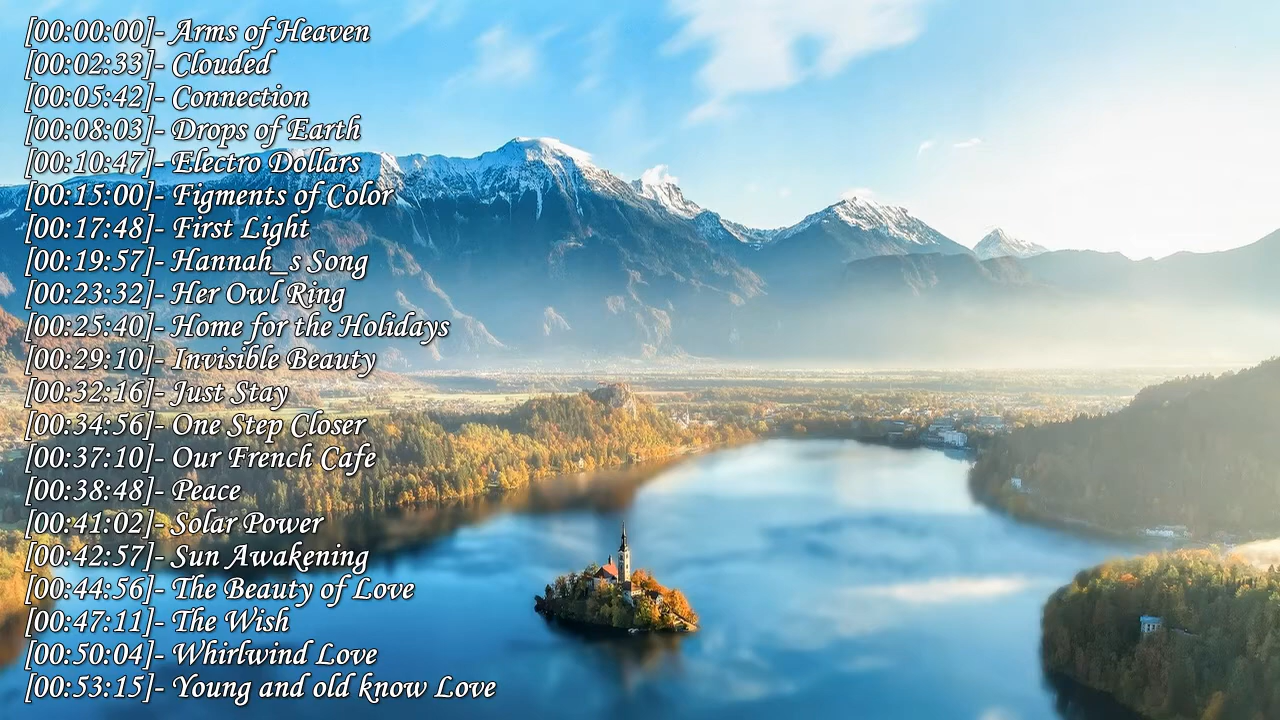 [00:00:00]- Arms of Heaven
[00:02:33]- Clouded
[00:05:42]- Connection
[00:08:03]- Drops of Earth
[00:10:47]- Electro Dollars
[00:15:00]- Figments of Color
[00:17:48]- First Light
[00:19:57]- Hannah_s Song
[00:23:32]- Her Owl Ring
[00:25:40]- Home for the Holidays
[00:29:10]- Invisible Beauty
[00:32:16]- Just Stay
[00:34:56]- One Step Closer
[00:37:10]- Our French Cafe
[00:38:48]- Peace
[00:41:02]- Solar Power
[00:42:57]- Sun Awakening
[00:44:56]- The Beauty of Love
[00:47:11]- The Wish
[00:50:04]- Whirlwind Love
[00:53:15]- Young and old know Love